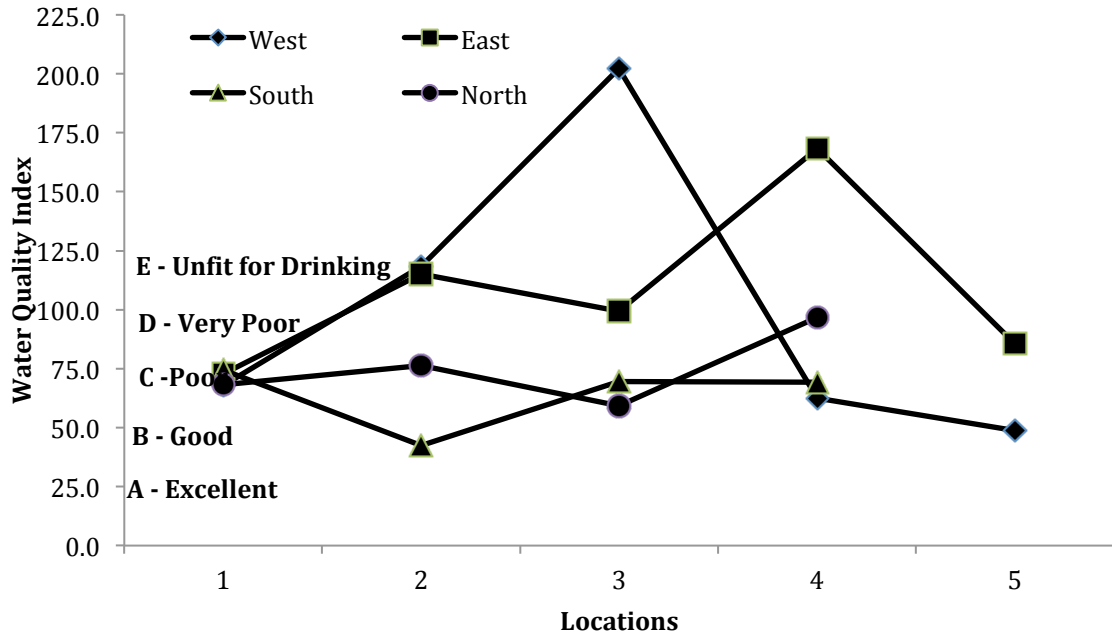 225.0
200.0
175.0
150.0
125.0
100.0
75.0
50.0
25.0
0.0
Water Quality Index
West
East
South
North
E - Unfit for Drinking
D - Very Poor
C -Poo
B - Good
A - Excellent
1 2 3 4 5
Locations